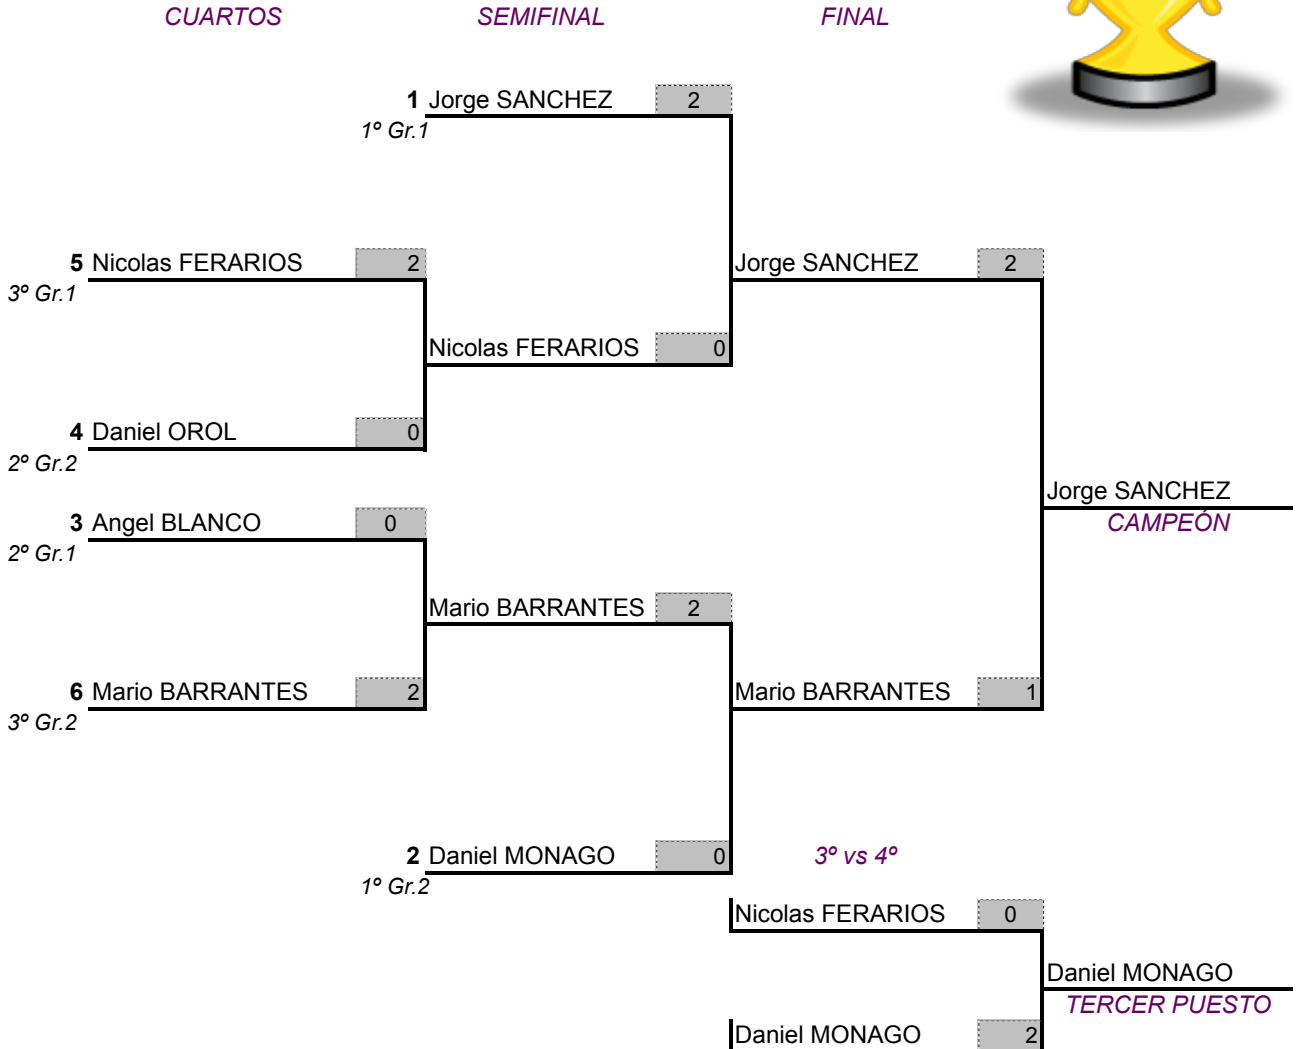 CUARTOS SEMIFINAL FINAL
1 Jorge SANCHEZ 2
1º Gr.1
5 Nicolas FERARIOS 2 Jorge SANCHEZ 2
3º Gr.1
Nicolas FERARIOS 0
4 Daniel OROL 0
2º Gr.2
Jorge SANCHEZ
3 Angel BLANCO 0 CAMPEÓN
2º Gr.1
Mario BARRANTES 2
6 Mario BARRANTES 2 Mario BARRANTES 1
3º Gr.2
2 Daniel MONAGO 0 3º vs 4º
1º Gr.2
Nicolas FERARIOS 0
Daniel MONAGO
TERCER PUESTO
Daniel MONAGO 2